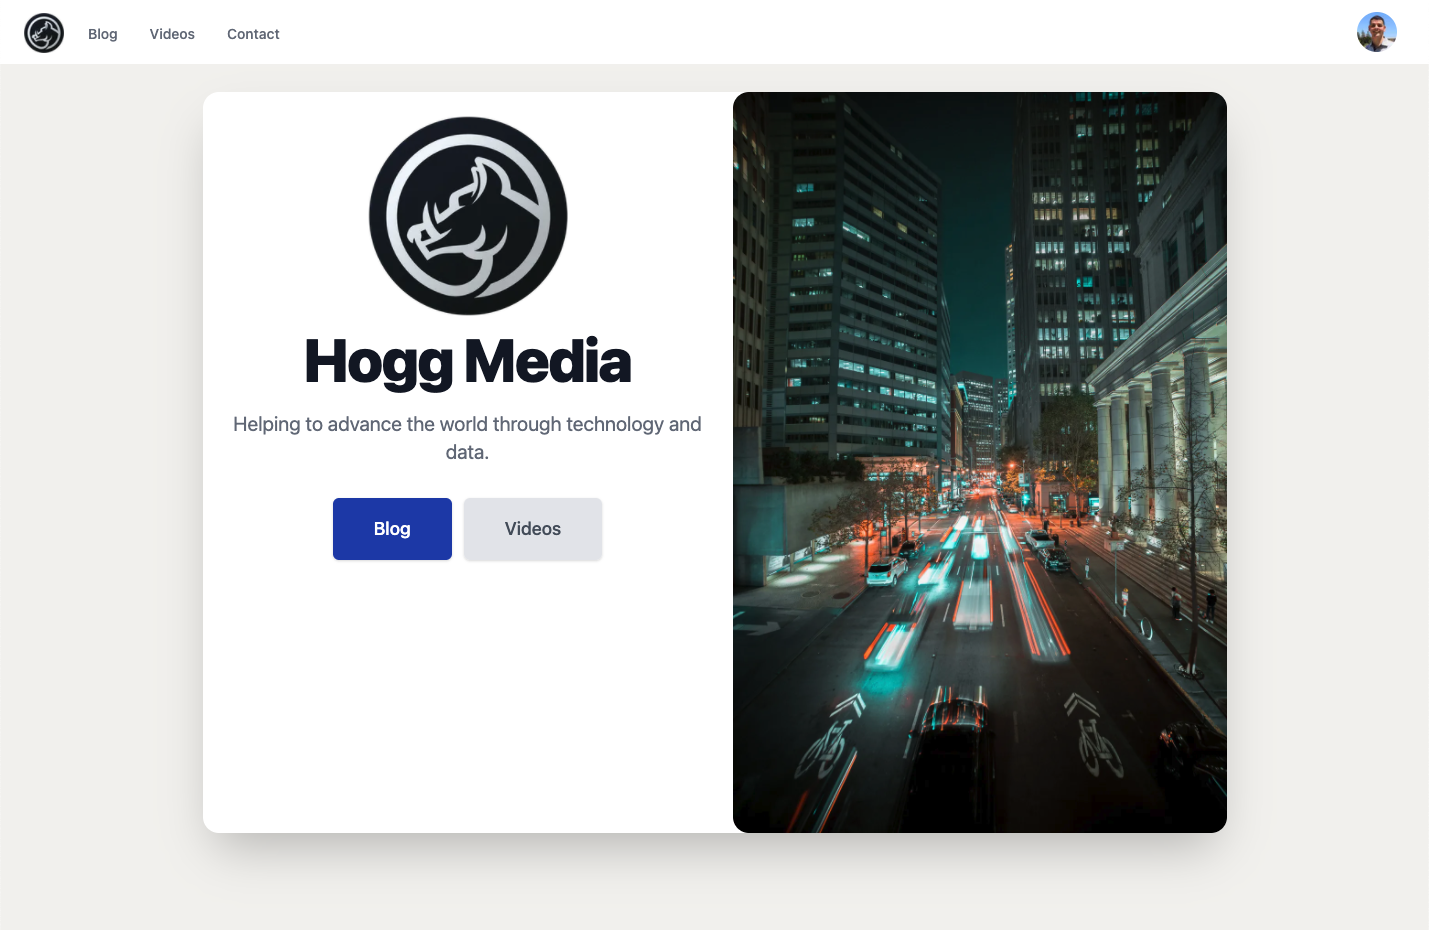 Blog
Videos
Contact
Hogg Media
Helping to advance the world through technology and
data.
Blog
Videos